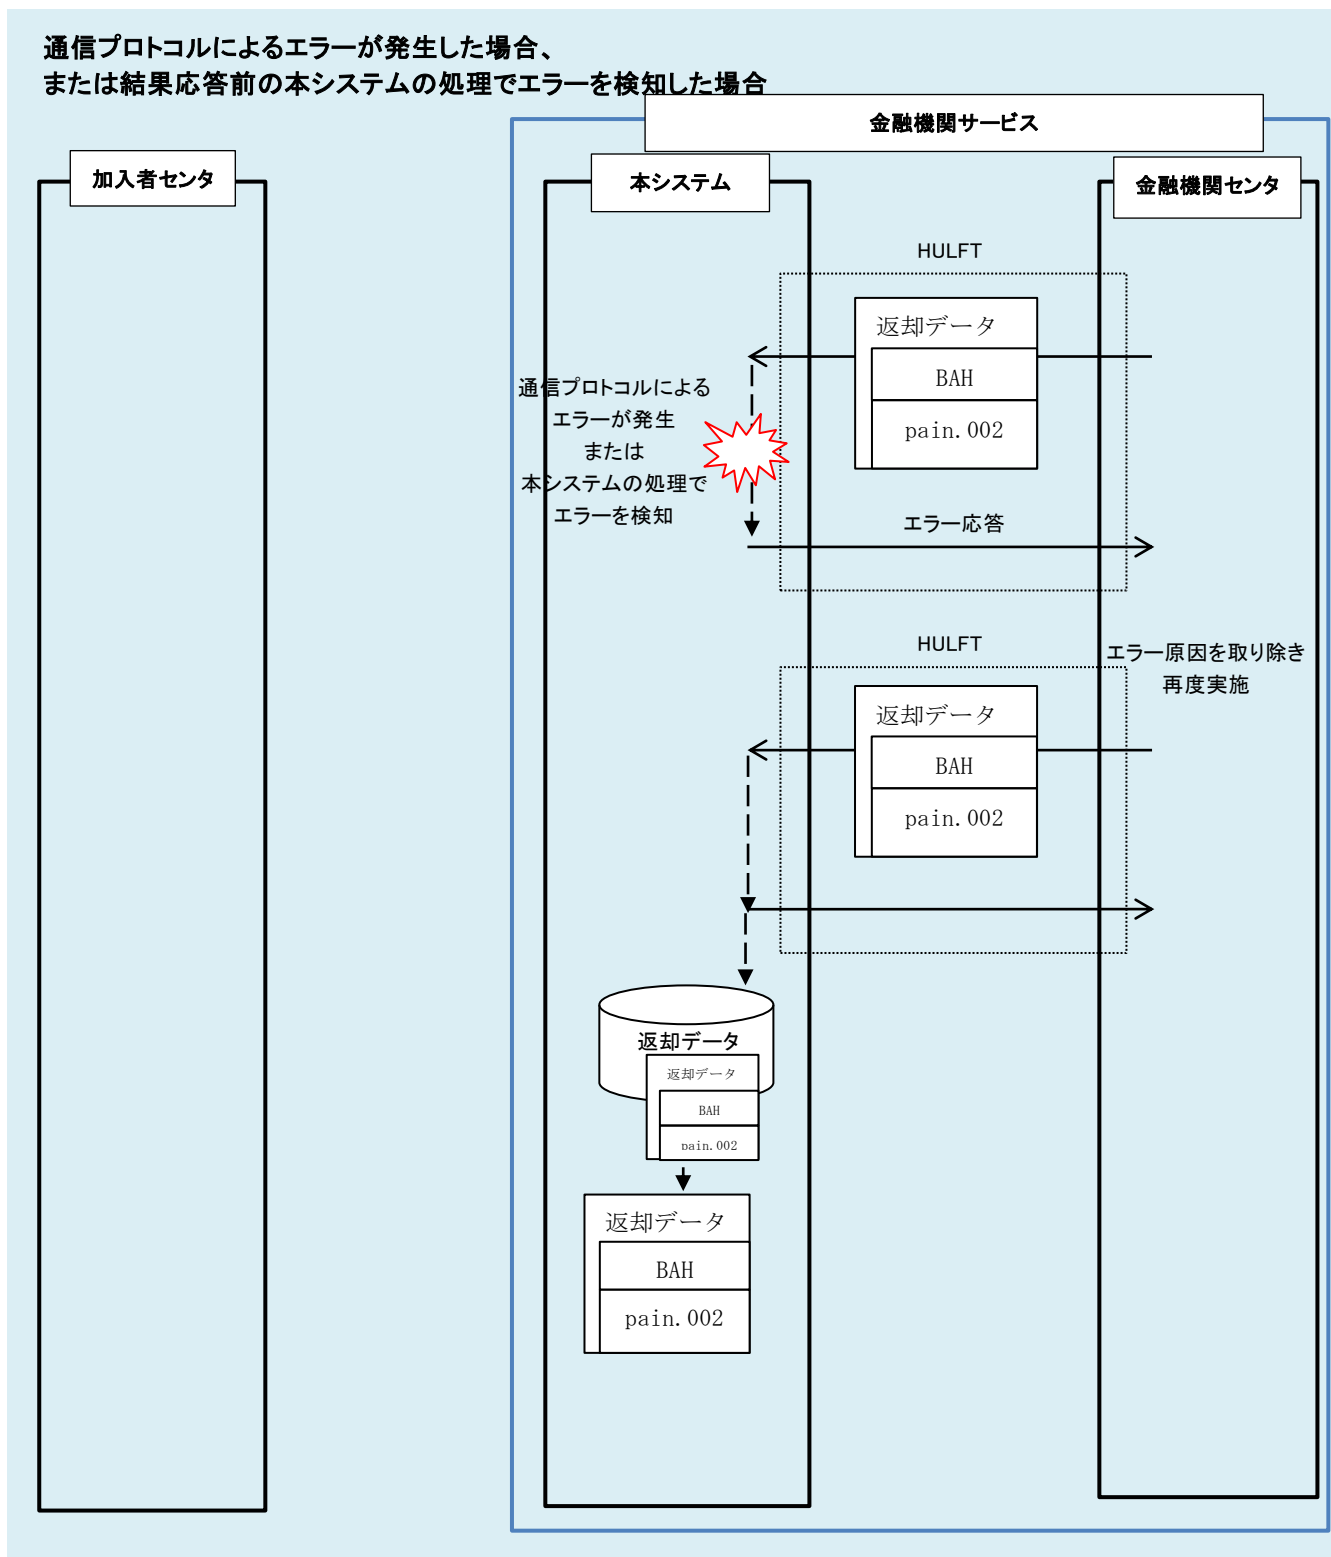 通信プロトコルによるエラーが発生した場合、
または結果応答前の本システムの処理でエラーを検知した場合
金融機関サービス
加入者センタ
本システム
金融機関センタ
HULFT
返却データ
BAH
pain.002
通信プロトコルによる
エラーが発生
または
本システムの処理で
エラーを検知
エラー応答
HULFT
エラー原因を取り除き
再度実施
返却データ
BAH
pain.002
返却データ
返却データ
BAH
pain.002
返却データ
BAH
pain.002